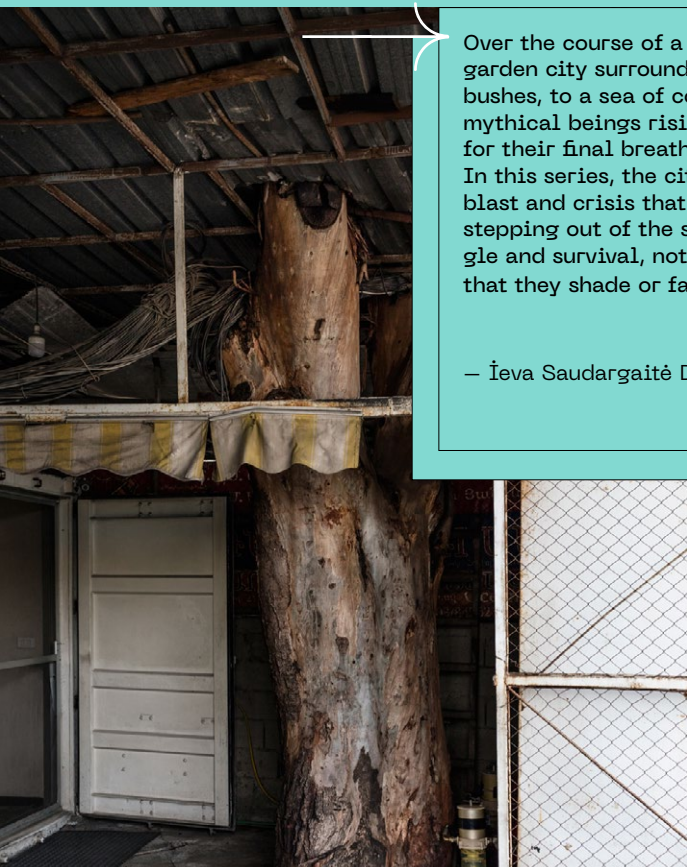 Over the course of a
garden city surround
bushes, to a sea of c
mythical beings risi
for their final breath
In this series, the cit
blast and crisis that
stepping out of the s
gle and survival, not
that they shade or fa
— İeva Saudargaitė D